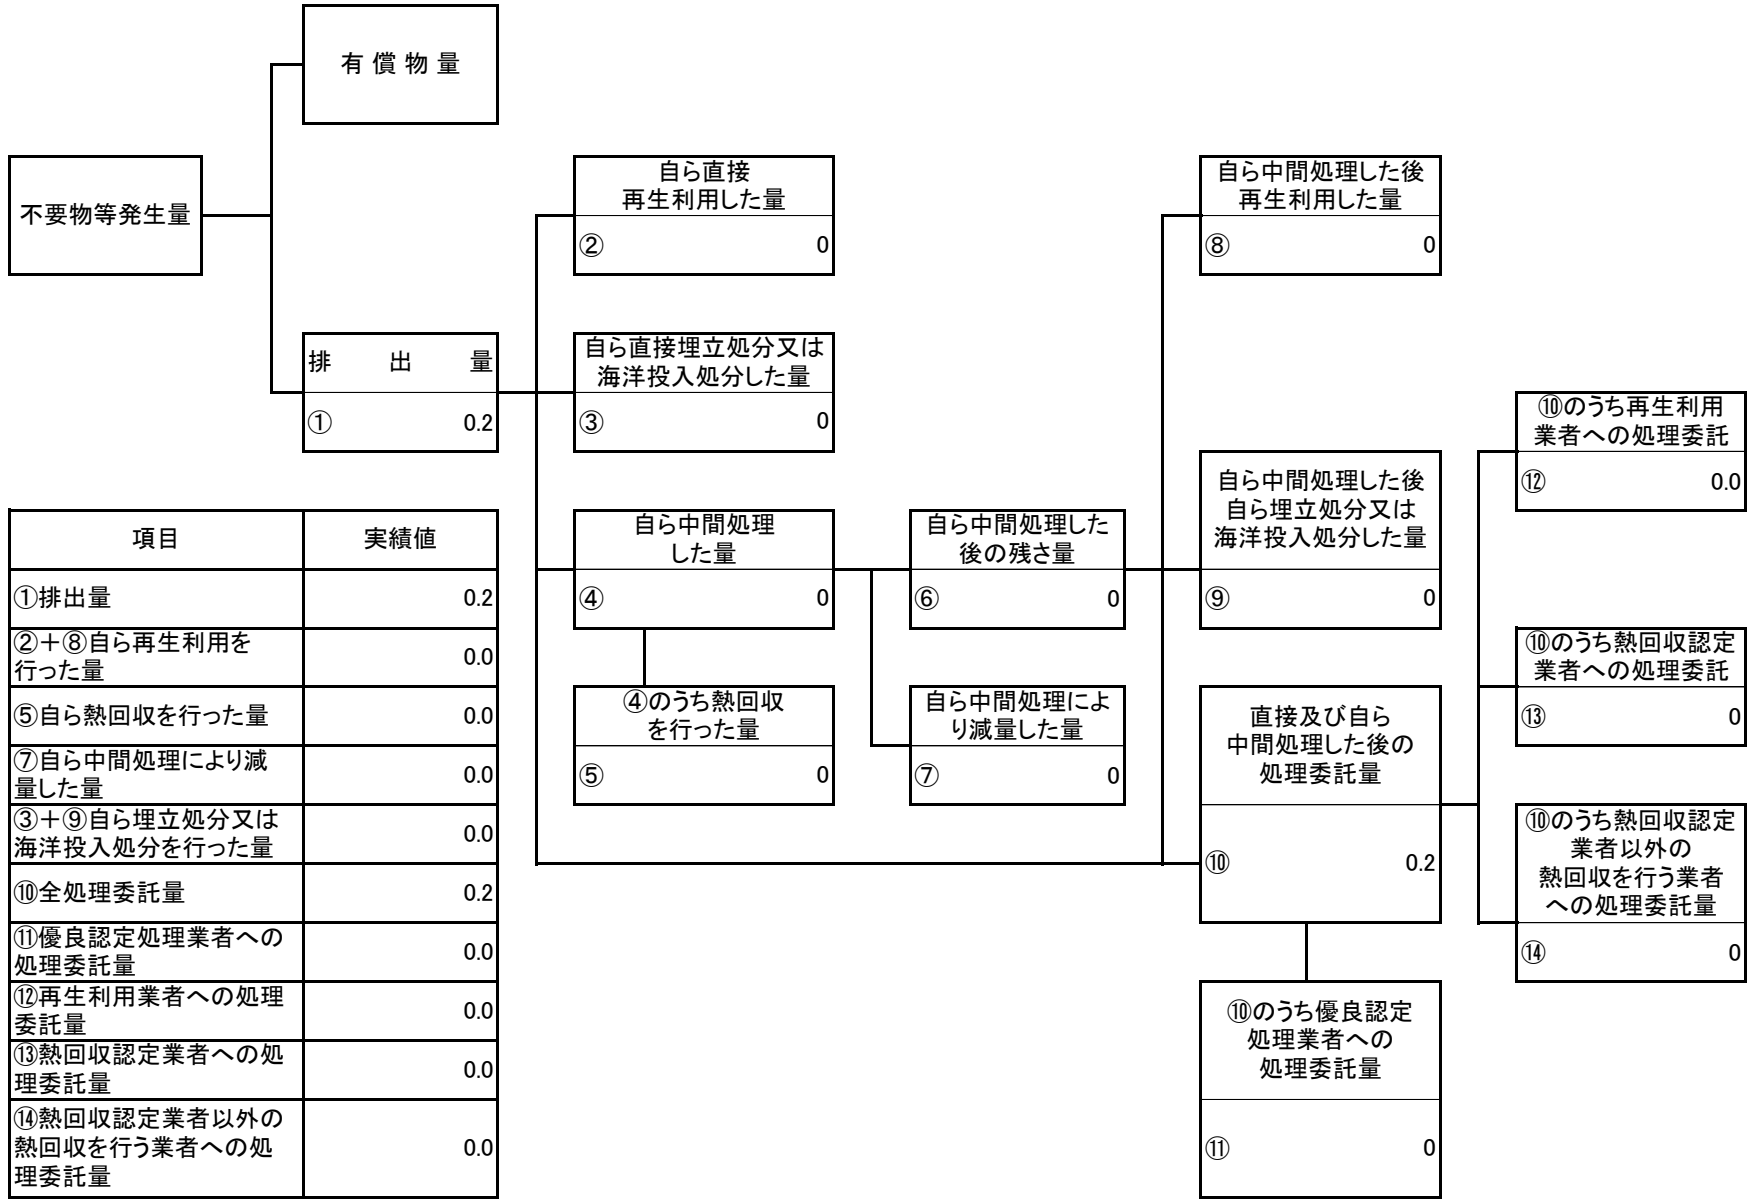 有償物量
不要物等発生量
排出量
① 0.2
自ら直接
再生利用した量
② 0
自ら直接埋立処分又は
海洋投入処分した量
③ 0
自ら中間処理
した量
④ 0
④のうち熱回収
を行った量
⑤ 0
自ら中間処理した
後の残さ量
⑥ 0
自ら中間処理によ
り減量した量
⑦ 0
自ら中間処理した後
再生利用した量
⑧ 0
自ら中間処理した後
自ら埋立処分又は
海洋投入処分した量
⑨ 0
直接及び自ら
中間処理した後の
処理委託量
⑩ 0.2
⑩のうち優良認定
処理業者への
処理委託量
⑪ 0
⑩のうち再生利用
業者への処理委託
⑫ 0.0
⑩のうち熱回収認定
業者への処理委託
⑬ 0
⑩のうち熱回収認定
業者以外の
熱回収を行う業者
への処理委託量
⑭ 0
項目 実績値
①排出量 0.2
②＋⑧自ら再生利用を
行った量 0.0
⑤自ら熱回収を行った量 0.0
⑦自ら中間処理により減
量した量 0.0
③＋⑨自ら埋立処分又は
海洋投入処分を行った量 0.0
⑩全処理委託量 0.2
⑪優良認定処理業者への
処理委託量 0.0
⑫再生利用業者への処理
委託量 0.0
⑬熱回収認定業者への処
理委託量 0.0
⑭熱回収認定業者以外の
熱回収を行う業者への処
理委託量 0.0